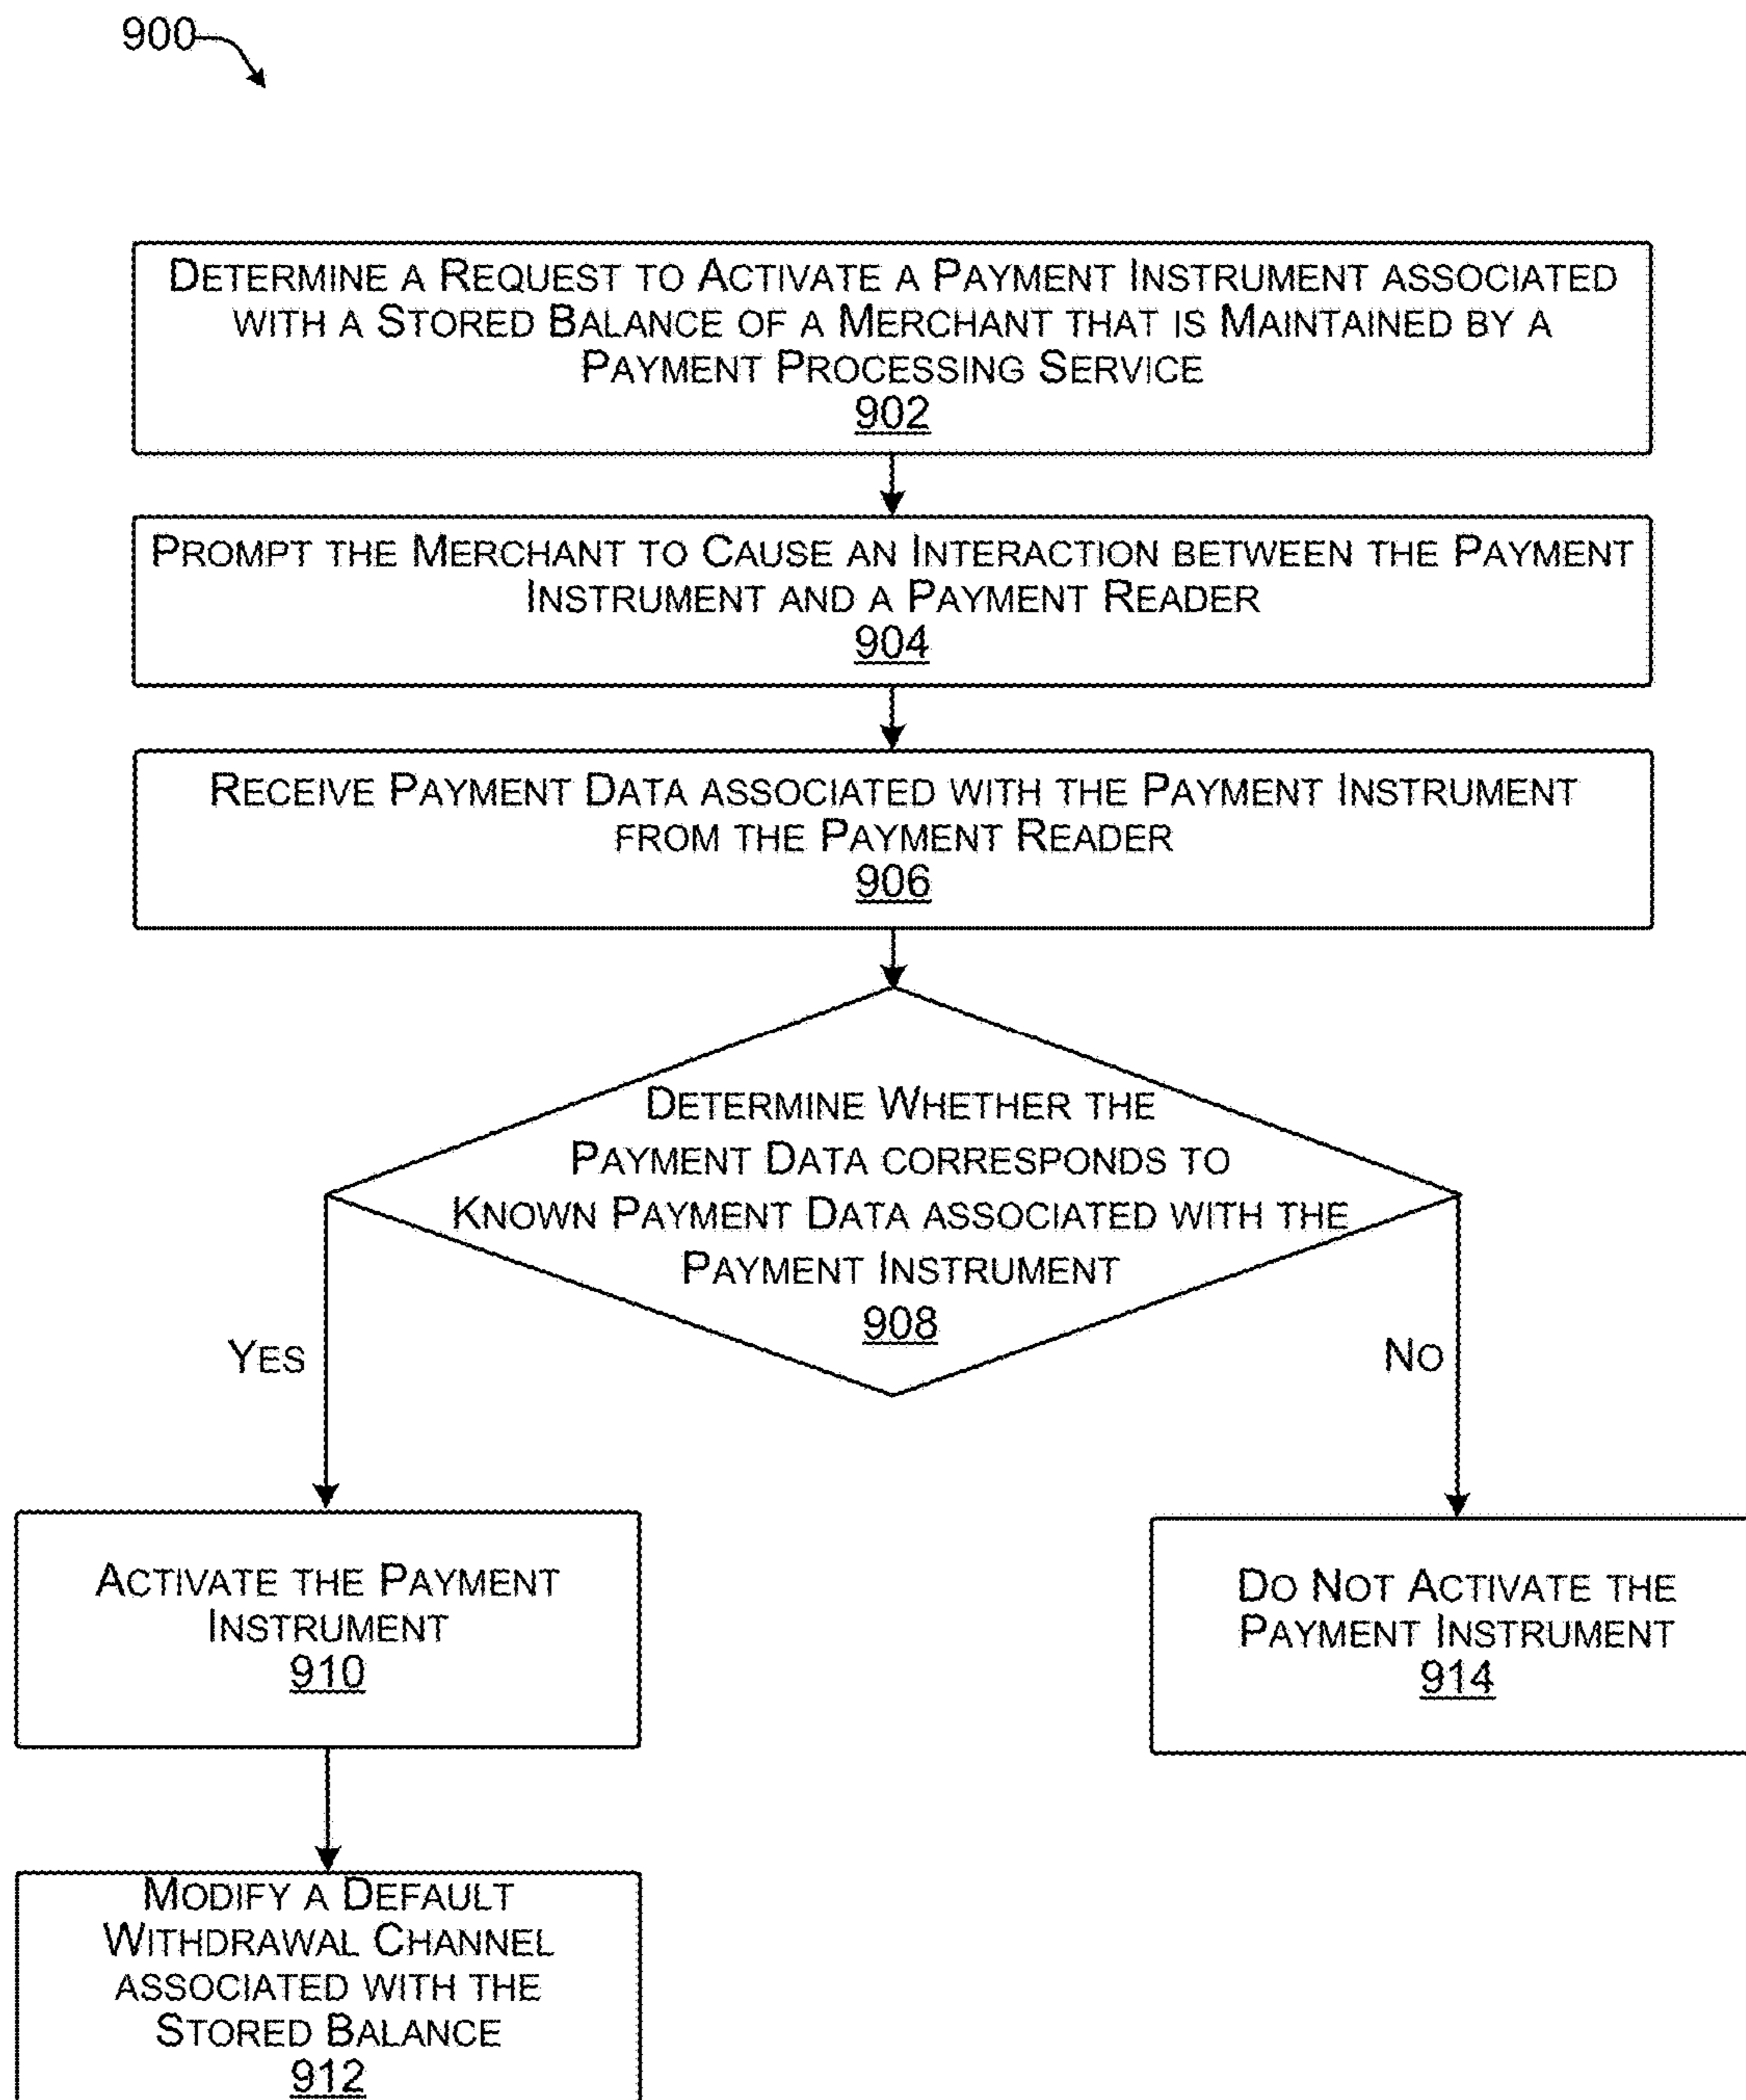 900
DETERMINE A REQUEST TO ACTIVATE A PAYMENT INSTRUMENT ASSOCIATED
WITH A STORED BALANCE OF A MERCHANT THAT IS MAINTAINED BY A
PAYMENT PROCESSING SERVICE
902
PROMPT THE MERCHANT TO CAUSE AN INTERACTION BETWEEN THE PAYMENT
INSTRUMENT AND A PAYMENT READER
904
RECEIVE PAYMENT DATA ASSOCIATED WITH THE PAYMENT INSTRUMENT
FROM THE PAYMENT READER
906
DETERMINE WHETHER THE
PAYMENT DATA CORRESPONDS TO
KNOWN PAYMENT DATA ASSOCIATED WITH THE
PAYMENT INSTRUMENT
908
YES
NO
ACTIVATE THE PAYMENT
INSTRUMENT
910
DO NOT ACTIVATE THE
PAYMENT INSTRUMENT
914
MODIFY A DEFAULT
WITHDRAWAL CHANNEL
ASSOCIATED WITH THE
STORED BALANCE
912